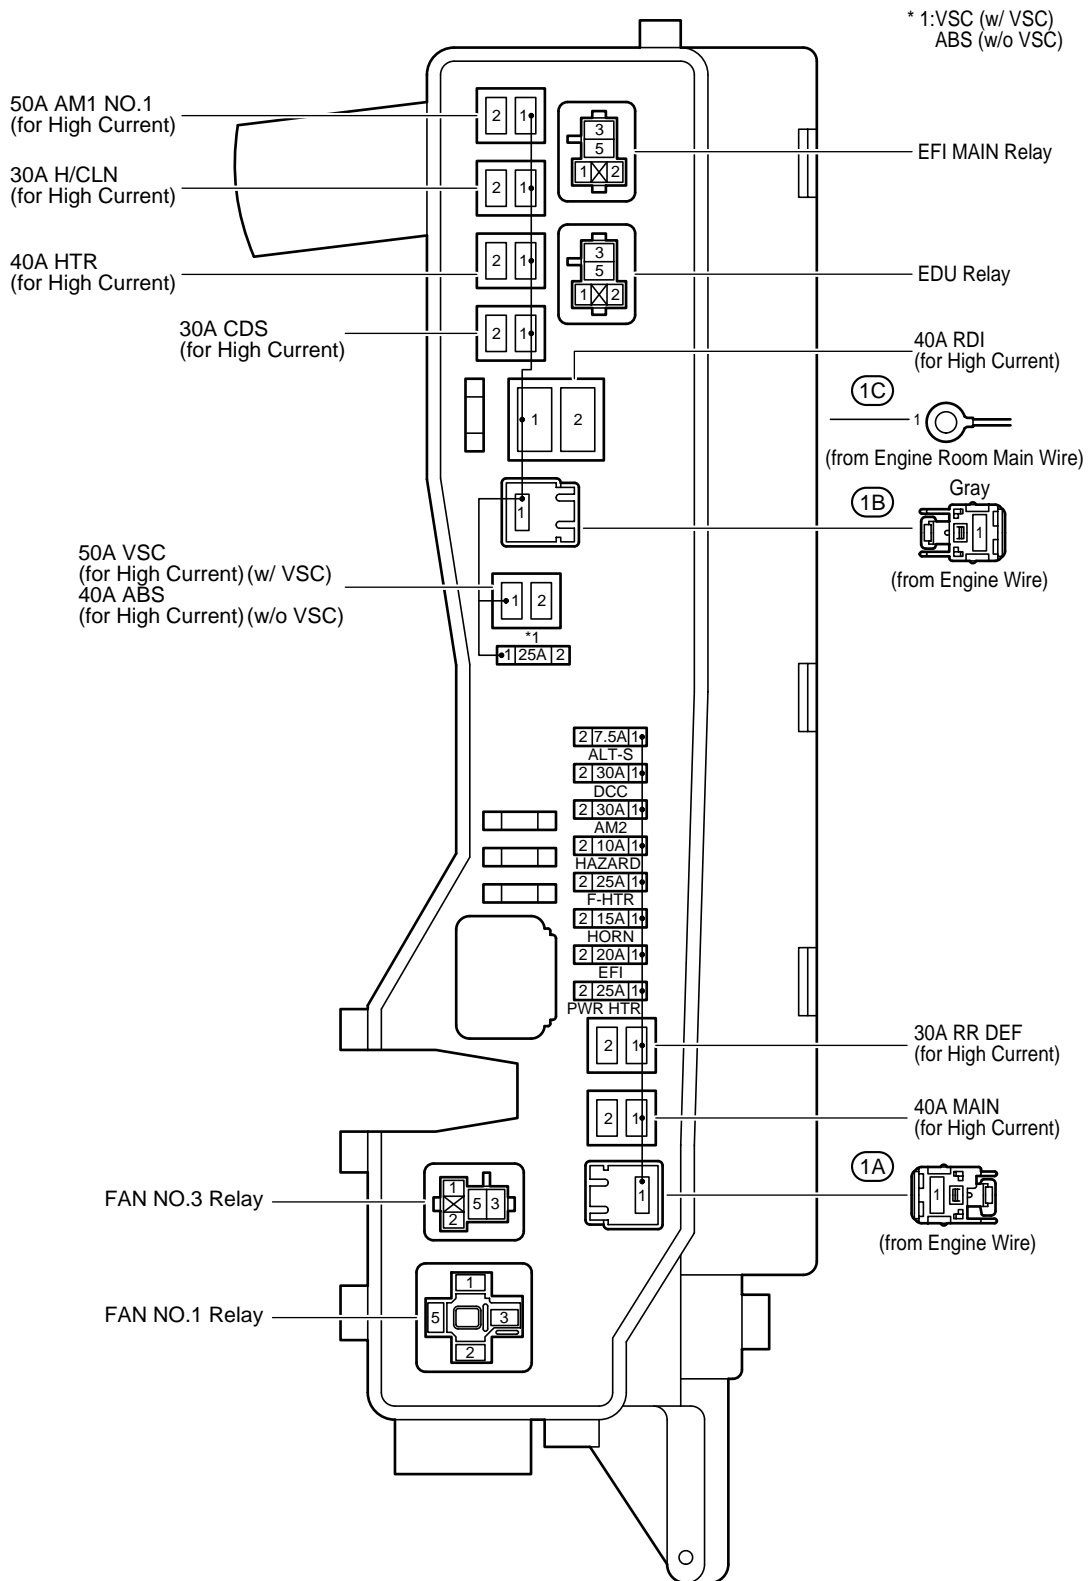 * 1:VSC (w/ VSC)
ABS (w/o VSC)
50A AM1 NO.1
(for High Current)
2 1
3
5
1 2
EFI MAIN Relay
30A H/CLN
(for High Current)
2 1
40A HTR
(for High Current)
2 1
3
5
1 2
EDU Relay
30A CDS
(for High Current)
2 1
40A RDI
(for High Current)
1 2
1C
1
(from Engine Room Main Wire)
Gray
1B
1
1
(from Engine Wire)
50A VSC
(for High Current) (w/ VSC)
40A ABS
(for High Current) (w/o VSC)
1 2
*1
1 25A 2
2 7.5A 1
ALT-S
2 30A 1
DCC
2 30A 1
AM2
2 10A 1
HAZARD
2 25A 1
F-HTR
2 15A 1
HORN
2 20A 1
EFI
2 25A 1
PWR HTR
2 1
30A RR DEF
(for High Current)
2 1
40A MAIN
(for High Current)
1A
1
1
(from Engine Wire)
FAN NO.3 Relay
1
5 3
2
FAN NO.1 Relay
1
5 3
2